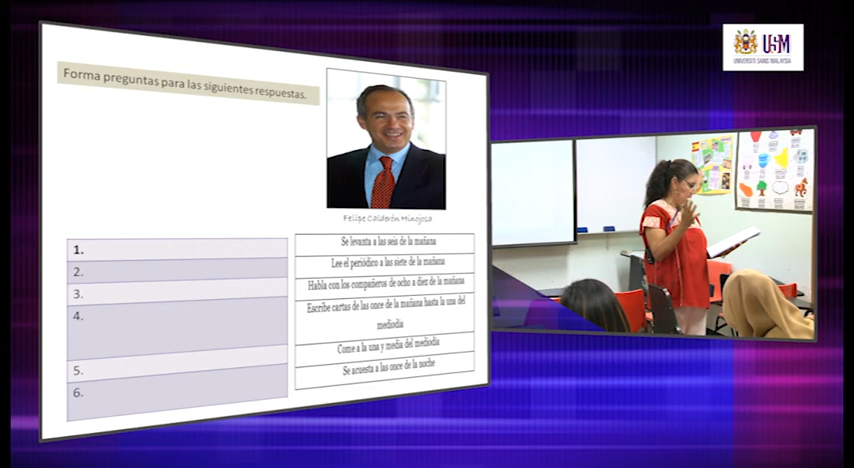 USM
UNIVERSITI SAINS MALAYSIA
Forma preguntas para las siguientes respuestas.
Felipe Calderón Hinojosa
1.
Se levanta a las seis de la mañana
2.
Lee el periódico a las siete de la mañana
3.
Habla con los compañeros de ocho a diez de la mañana
4.
Escribe cartas de las once de la mañana hasta la una del
mediodía
5.
Come a la una y media del mediodía
6.
Se acuesta a las once de la noche